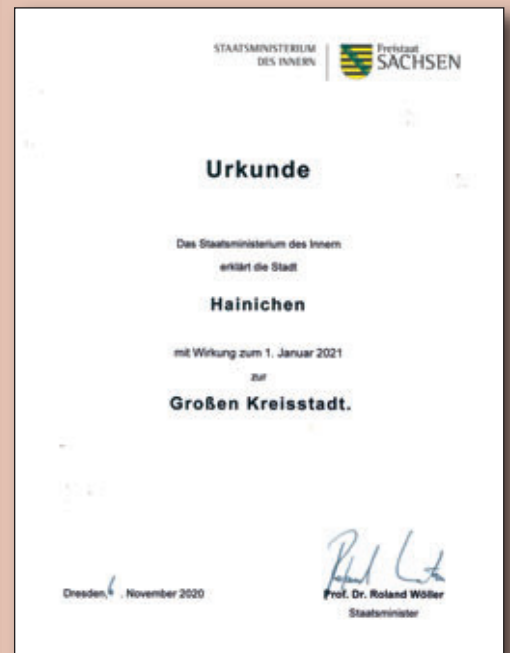 STAATSMINISTERIUM
DES INNERN
Freistaat
SACHSEN
Urkunde
Das Staatsministerium des Innern
erklärt die Stadt
Hainichen
mit Wirkung zum 1. Januar 2021
zur
Großen Kreisstadt.
Dresden, 6. November 2020
Prof. Dr. Roland Wöller
Staatsminister